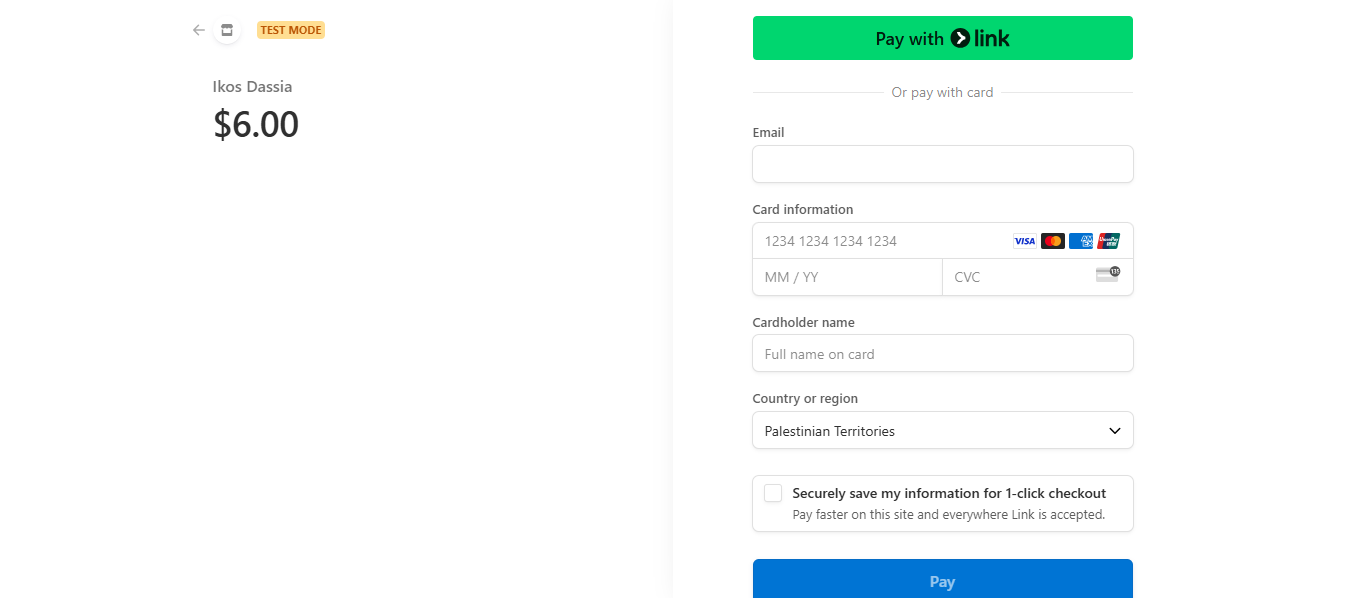 TEST MODE
Ikos Dassia
$6.00
Pay with link
Or pay with card
Email
Card information
1234 1234 1234 1234 VISA
MM / YY CVC 135
Cardholder name
Full name on card
Country or region
Palestinian Territories
Securely save my information for 1-click checkout
Pay faster on this site and everywhere Link is accepted.
Pay